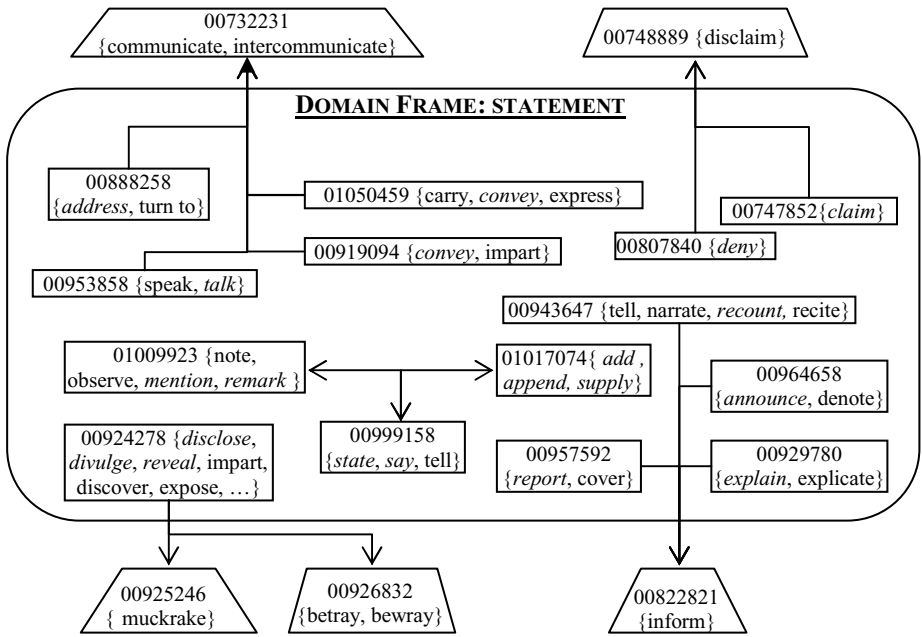 00732231
{communicate, intercommunicate}
00748889 {disclaim}
DOMAIN FRAME: STATEMENT
00888258
{address, turn to}
01050459 {carry, convey, express}
00747852{claim}
00919094 {convey, impart}
00807840 {deny}
00953858 {speak, talk}
00943647 {tell, narrate, recount, recite}
01009923 {note,
observe, mention, remark }
01017074{ add ,
append, supply}
00964658
{announce, denote}
00924278 {disclose,
divulge, reveal, impart,
discover, expose, …}
00999158
{state, say, tell}
00957592
{report, cover}
00929780
{explain, explicate}
00925246
{ muckrake}
00926832
{betray, bewray}
00822821
{inform}